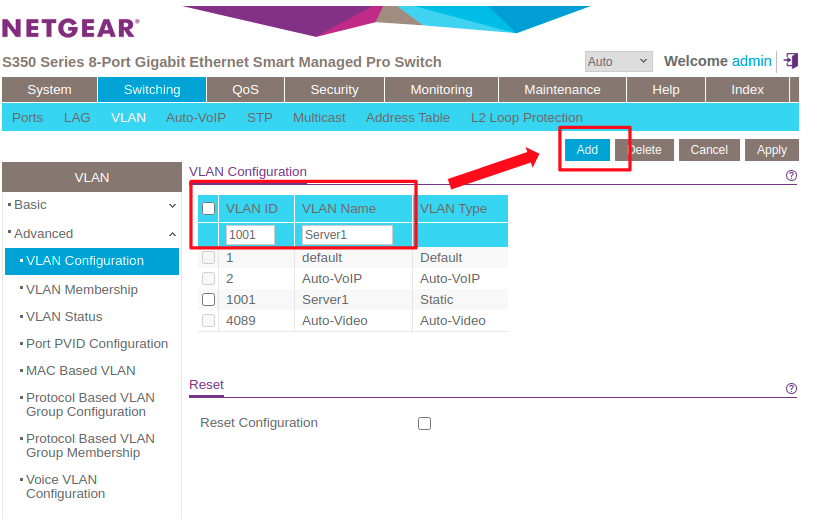 NETGEAR®
S350 Series 8-Port Gigabit Ethernet Smart Managed Pro Switch
Auto
Welcome admin
System Switching QoS Security Monitoring Maintenance Help Index
Ports LAG VLAN Auto-VoIP STP Multicast Address Table L2 Loop Protection
Add Delete Cancel Apply
VLAN
Basic
Advanced
VLAN Configuration
VLAN Membership
VLAN Status
Port PVID Configuration
MAC Based VLAN
Protocol Based VLAN
Group Configuration
Protocol Based VLAN
Group Membership
Voice VLAN
Configuration
VLAN Configuration
?
VLAN ID VLAN Name VLAN Type
1001 Server1
1 default Default
2 Auto-VoIP Auto-VoIP
1001 Server1 Static
4089 Auto-Video Auto-Video
Reset
?
Reset Configuration